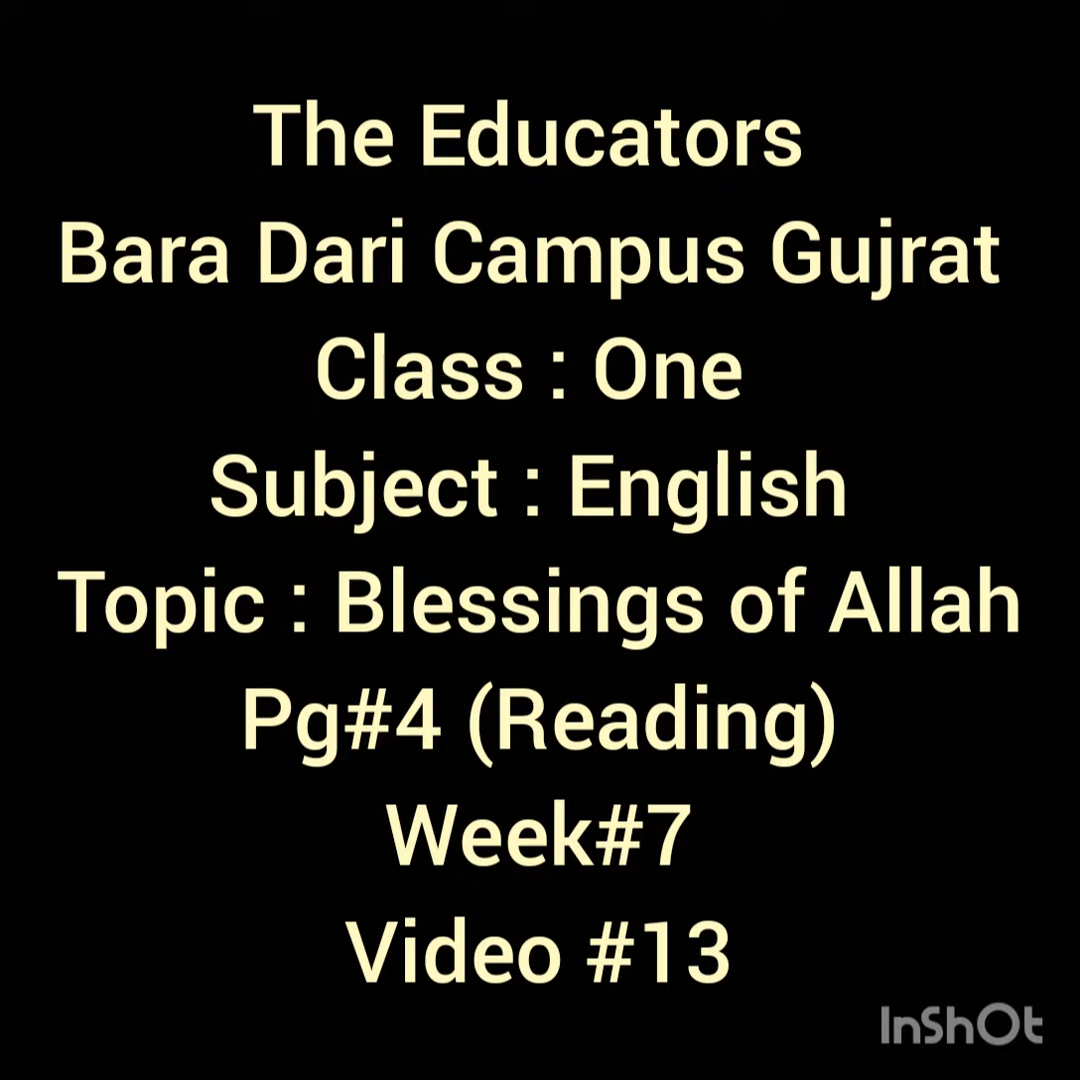 The Educators
Bara Dari Campus Gujrat
Class : One
Subject : English
Topic : Blessings of Allah
Pg#4 (Reading)
Week#7
Video #13
InShOt